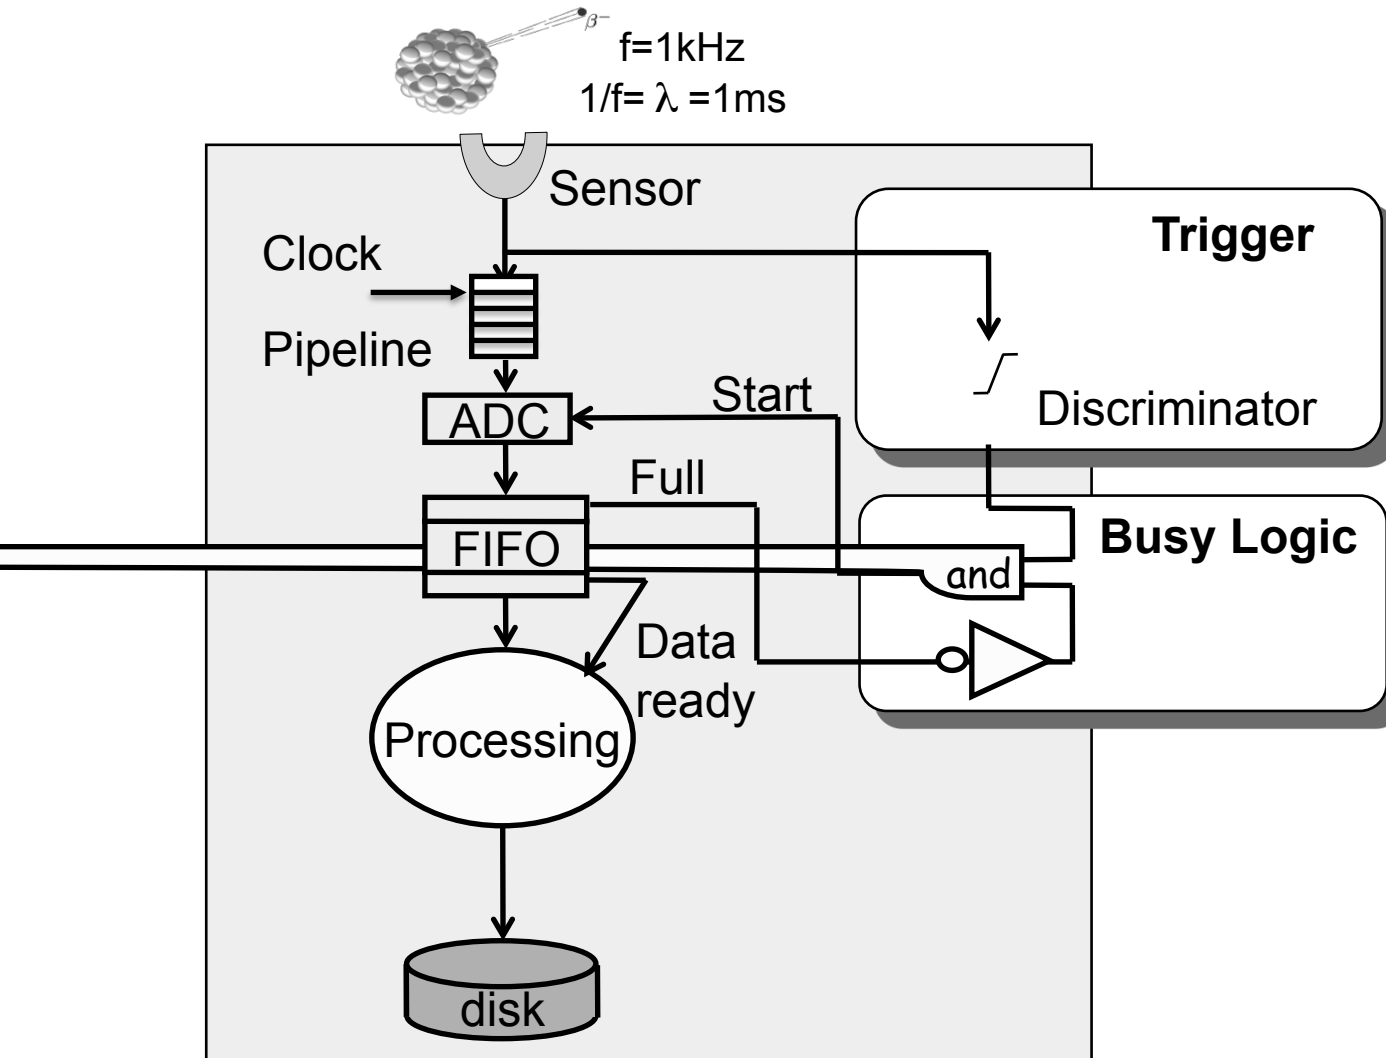 β−
f=1kHz
1/f= λ =1ms
Sensor
Trigger
Clock
Pipeline
Start
ADC
Discriminator
Full
FIFO
Busy Logic
and
Data
ready
Processing
disk